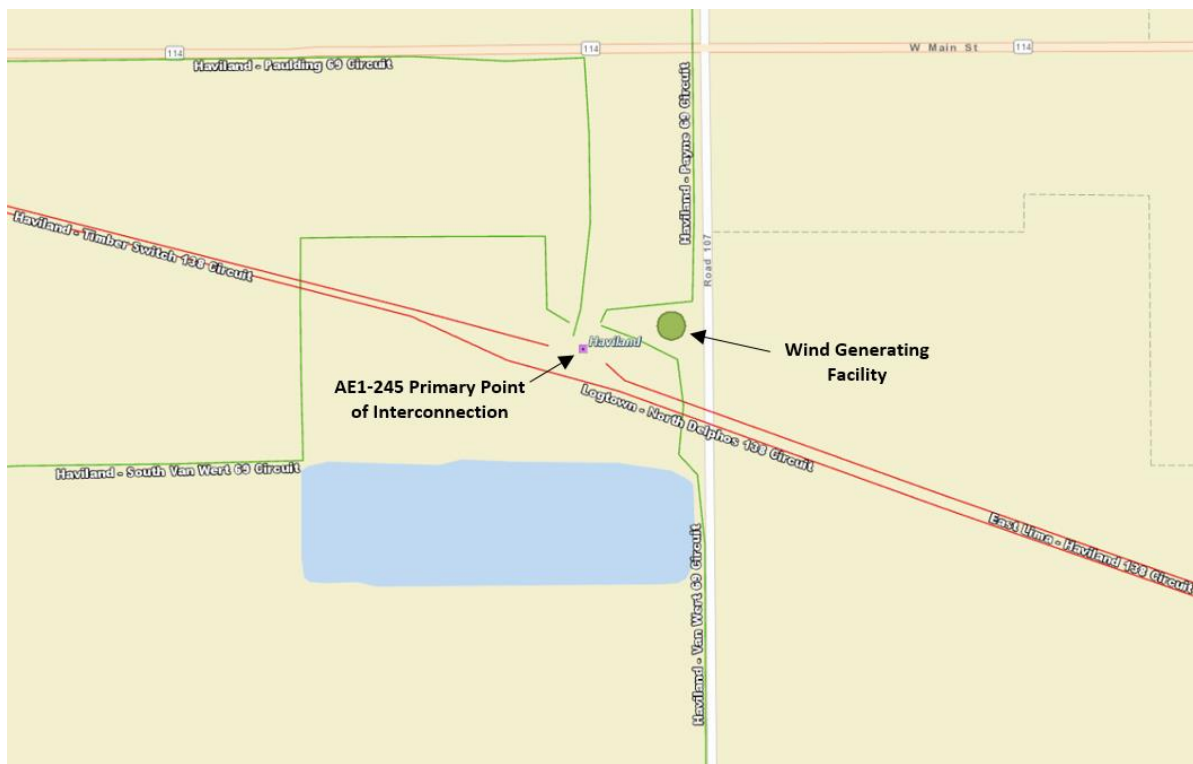 114
114
W Main St
114
Haviland - Paulding 69 Circuit
Haviland - Payne 69 Circuit
Road 107
Haviland - Timber Switch 138 Circuit
Haviland
Wind Generating
Facility
AE1-245 Primary Point
of Interconnection
Logtown - North Delphos 138 Circuit
Haviland - South Van Wert 69 Circuit
East Lima - Haviland 138 Circuit
Haviland - Van Wert 69 Circuit